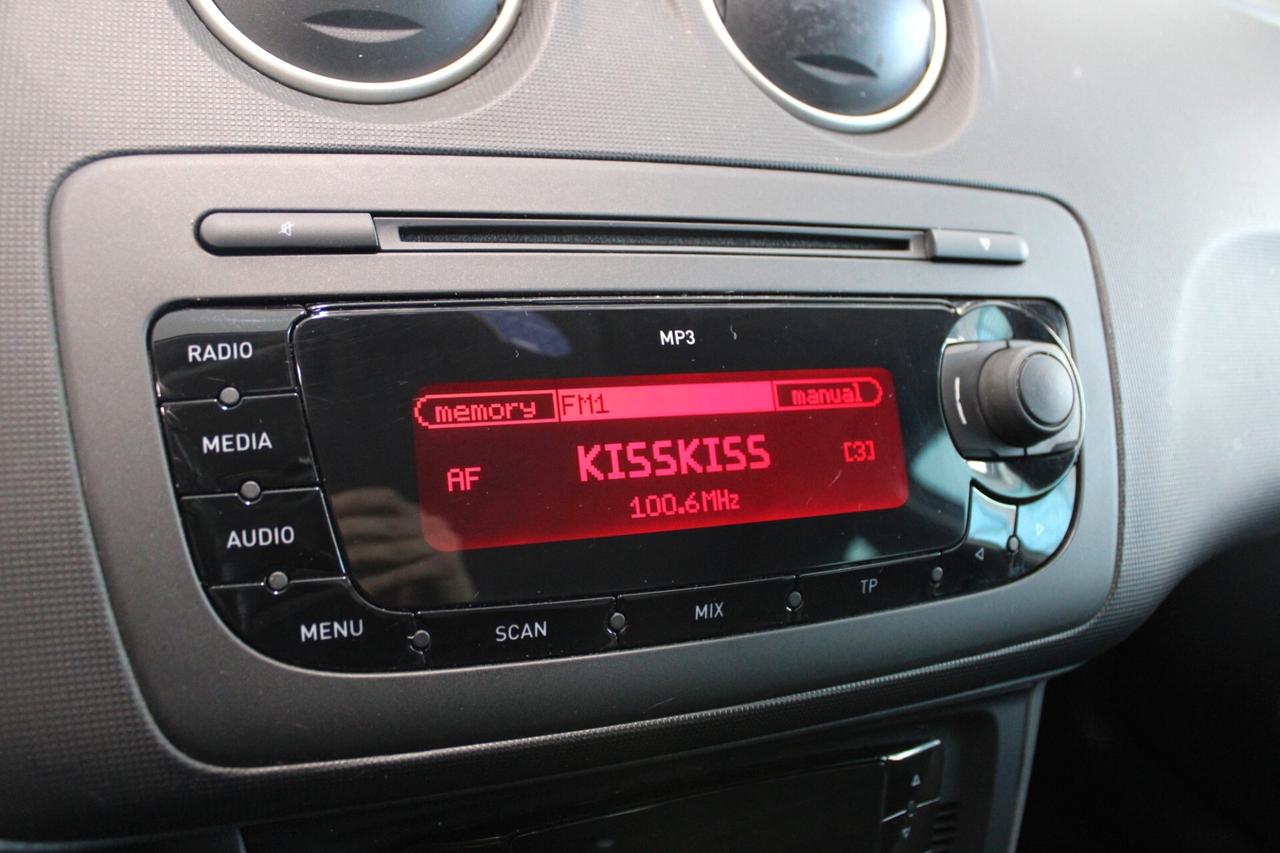 MP3
RADIO
memory FM1 manual
MEDIA
AF KISSKISS [3]
100.6MHz
AUDIO
MENU SCAN MIX TP